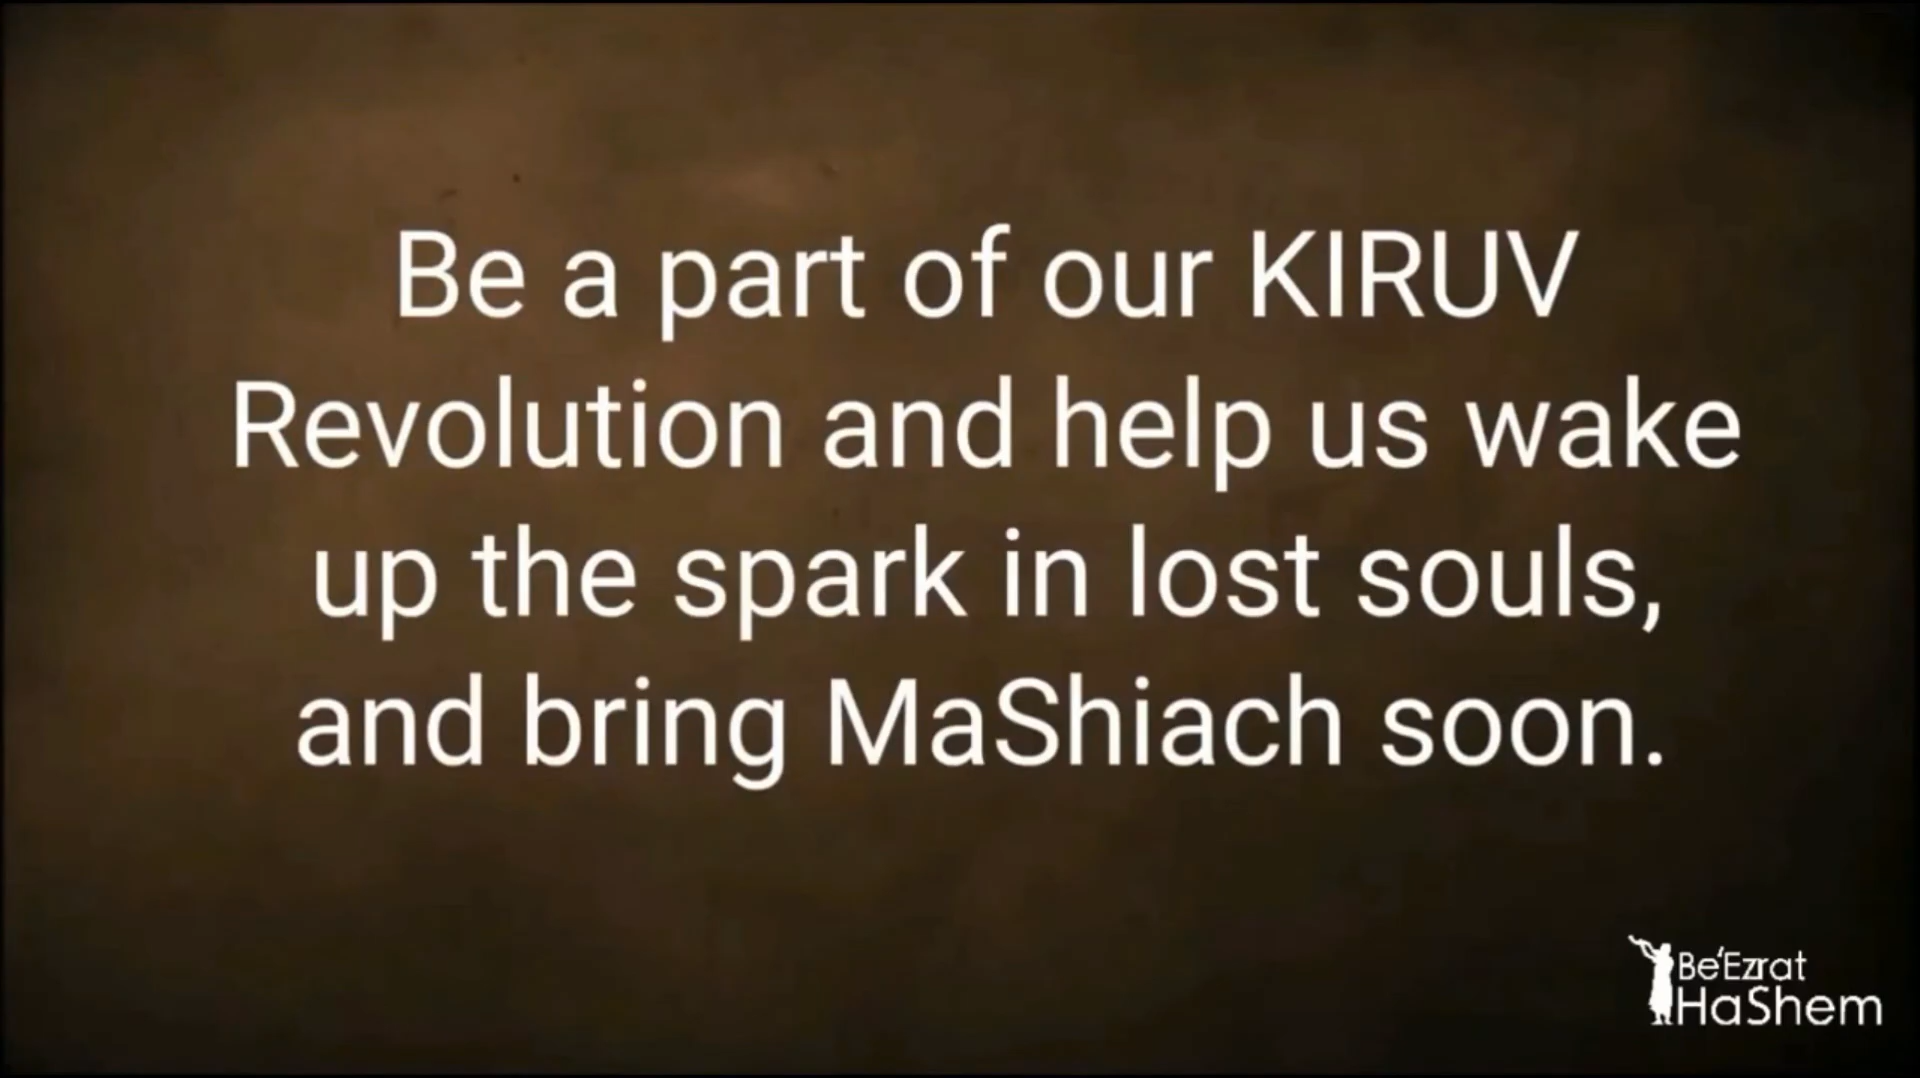 Be a part of our KIRUV
Revolution and help us wake
up the spark in lost souls,
and bring MaShiach soon.
Be'Ezrat
HaShem